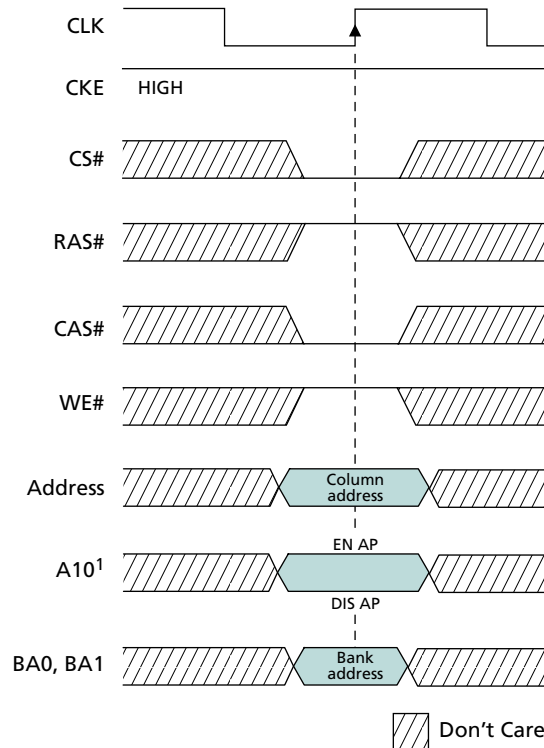 CLK
CKE HIGH
CS#
RAS#
CAS#
WE#
Address Column address
EN AP
A10¹
DIS AP
BA0, BA1 Bank address
Don't Care